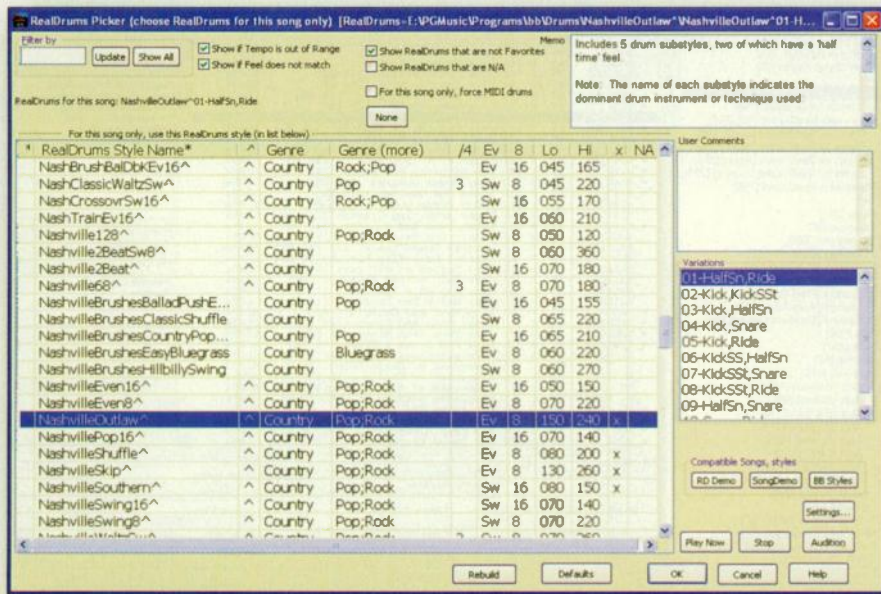 RealDrums Picker (choose RealDrums for this song only) [RealDrums-E:\PGMusic\Programs\bb\Drums\NashvilleOutlaw^\NashvilleOutlaw^01-H...
Filter by
Update Show All
Show if Tempo is out of Range
Show if Feel does not match
Show RealDrums that are not Favorites
Show RealDrums that are N/A
For this song only, force MIDI drums
None
Memo
Includes 5 drum substyles, two of which have a 'half
time' feel.
Note: The name of each substyle indicates the
dominant drum instrument or technique used
RealDrums for this song: NashvilleOutlaw^01-HalfSn,Ride
For this song only, use this RealDrums style (in list below)
* RealDrums Style Name* ^ Genre Genre (more) /4 Ev 8 Lo Hi x NA
NashBrushBalDbKEv16^ ^ Country Rock;Pop Ev 16 045 165
NashClassicWaltzSw^ ^ Country Pop 3 Sw 8 045 220
NashCrossovrSw16^ ^ Country Rock;Pop Sw 16 055 170
NashTrainEv16^ ^ Country Ev 16 060 210
Nashville128^ ^ Country Pop;Rock Sw 8 050 120
Nashville2BeatSw8^ ^ Country Sw 8 060 360
Nashville2Beat^ ^ Country Sw 16 070 180
Nashville68^ ^ Country Pop;Rock 3 Ev 8 070 180
NashvilleBrushesBalladPushE... Country Pop Ev 16 045 155
NashvilleBrushesClassicShuffle Country Sw 8 065 220
NashvilleBrushesCountryPop... Country Pop Ev 16 065 210
NashvilleBrushesEasyBluegrass Country Bluegrass Ev 8 060 220
NashvilleBrushesHillbillySwing Country Sw 8 060 270
NashvilleEven16^ ^ Country Pop;Rock Ev 16 050 150
NashvilleEven8^ ^ Country Pop;Rock Ev 8 070 220
NashvilleOutlaw^ ^ Country Pop;Rock Ev 8 150 240 x
NashvillePop16^ ^ Country Pop;Rock Ev 16 070 140
NashvilleShuffle^ ^ Country Pop;Rock Ev 8 080 200 x
NashvilleSkip^ ^ Country Pop;Rock Ev 8 130 260 x
NashvilleSouthern^ ^ Country Pop;Rock Sw 16 080 150 x
NashvilleSwing16^ ^ Country Pop;Rock Sw 16 070 140
NashvilleSwing8^ ^ Country Pop;Rock Sw 8 070 220
User Comments
Variations
01-HalfSn,Ride
02-Kick,KickSSt
03-Kick,HalfSn
04-Kick,Snare
05-Kick,Ride
06-KickSS,HalfSn
07-KickSSt,Snare
08-KickSSt,Ride
09-HalfSn,Snare
Compatible Songs, styles
RD Demo SongDemo BB Styles
Settings...
Play Now Stop Audition
Rebuild Defaults OK Cancel Help